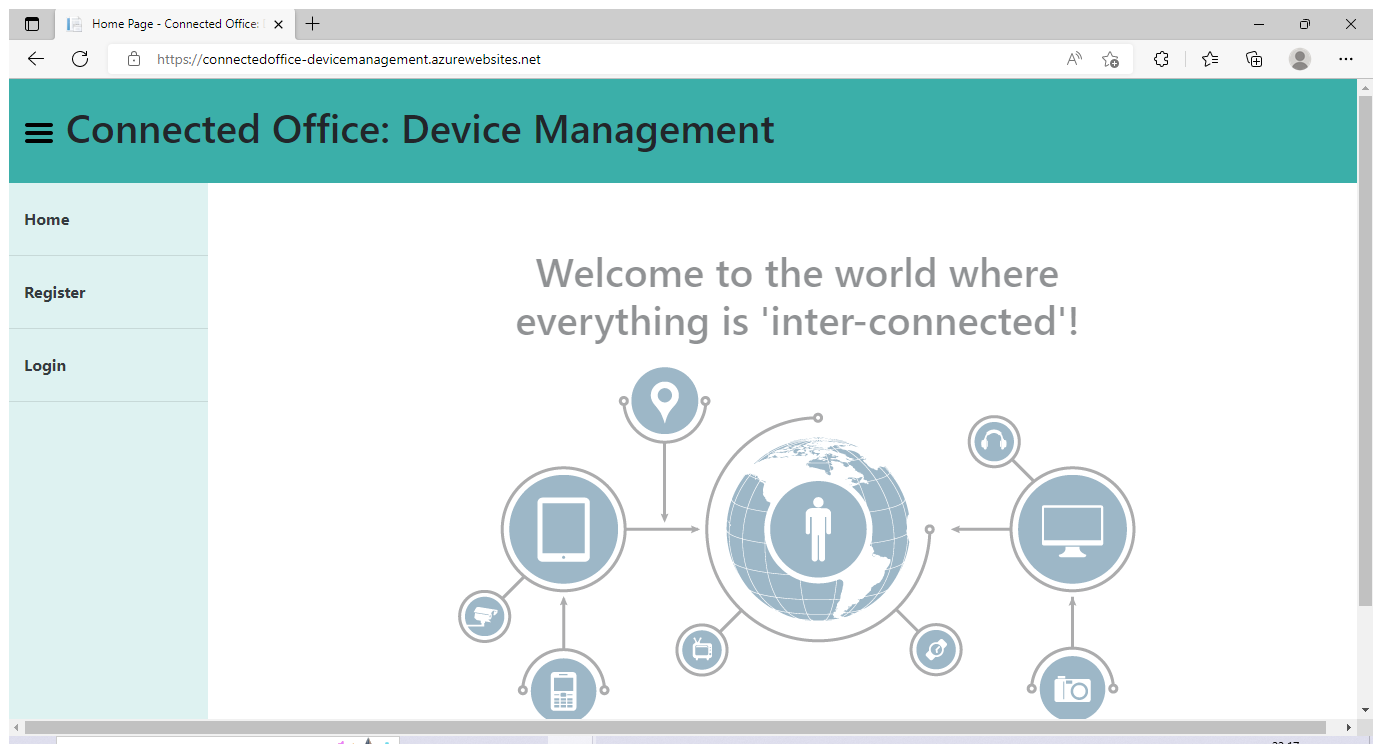 Home Page - Connected Office:
https://connectedoffice-devicemanagement.azurewebsites.net
Connected Office: Device Management
Home
Register
Login
Welcome to the world where
everything is 'inter-connected'!